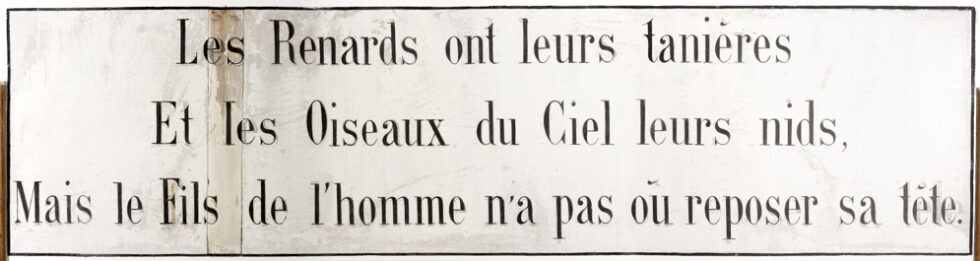 Les Renards ont leurs tanières
Et les Oiseaux du Ciel leurs nids,
Mais le Fils de l'homme n'a pas où reposer sa tête.